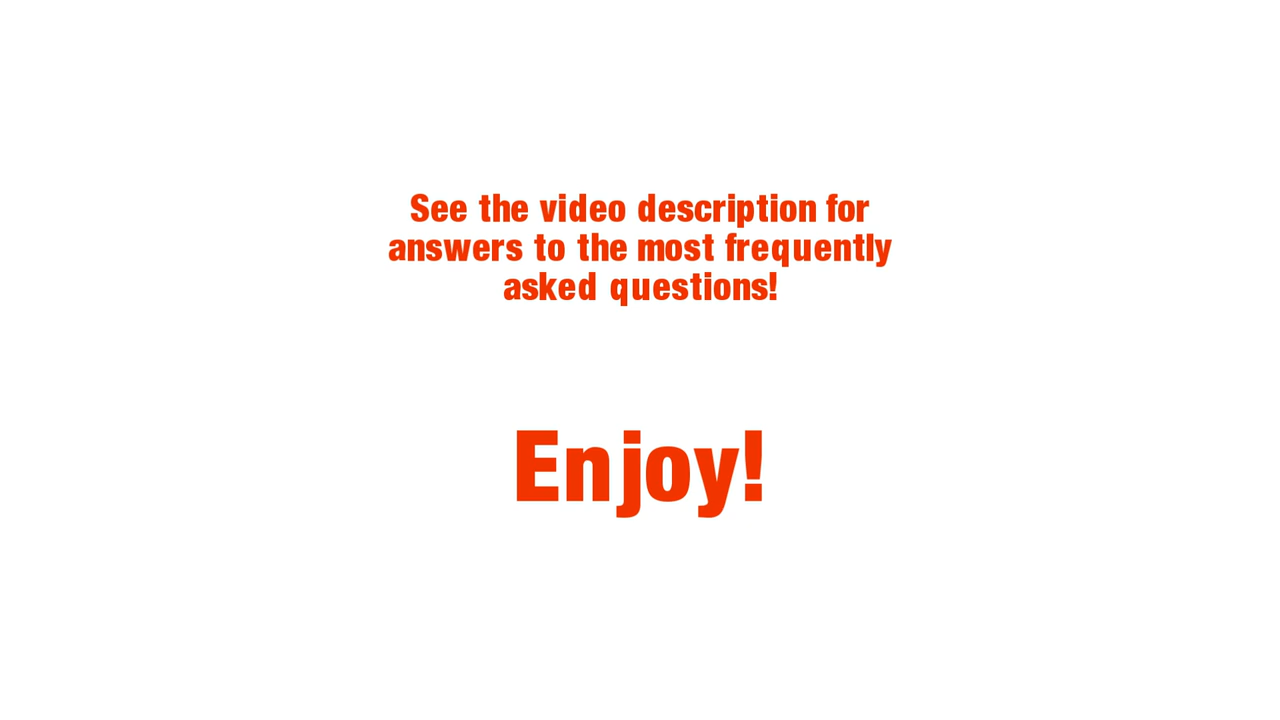 See the video description for
answers to the most frequently
asked questions!
Enjoy!